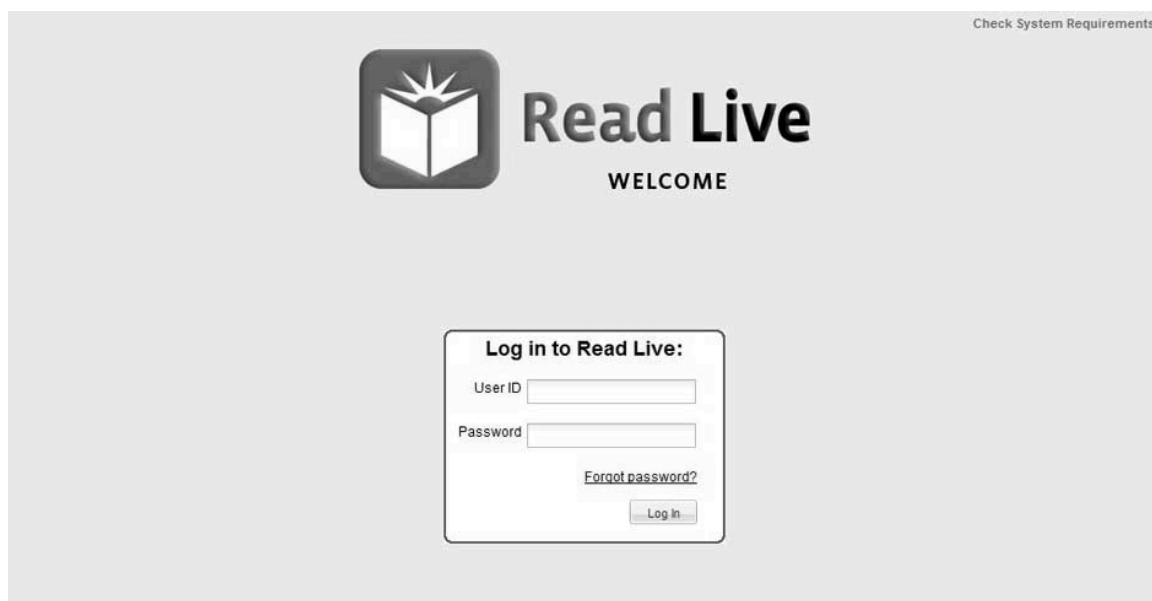 Check System Requirements
Read Live
WELCOME
Log in to Read Live:
User ID
Password
Forgot password?
Log In